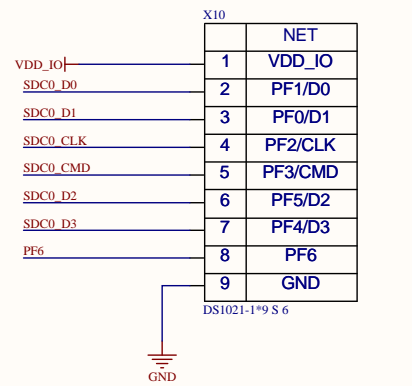 X10
NET
VDD_IO 1 VDD_IO
SDC0_D0 2 PF1/D0
SDC0_D1 3 PF0/D1
SDC0_CLK 4 PF2/CLK
SDC0_CMD 5 PF3/CMD
SDC0_D2 6 PF5/D2
SDC0_D3 7 PF4/D3
PF6 8 PF6
9 GND
DS1021-1*9 S 6
GND